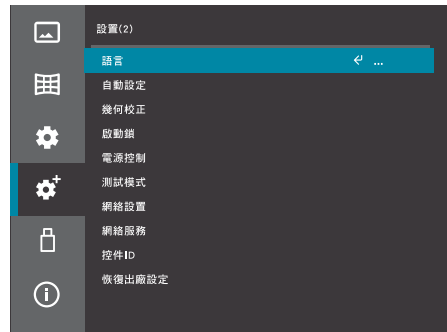 設置(2)
語言 ...
自動設定
幾何校正
啟動鎖
電源控制
測試模式
網絡設置
網絡服務
控件ID
恢復出廠設定